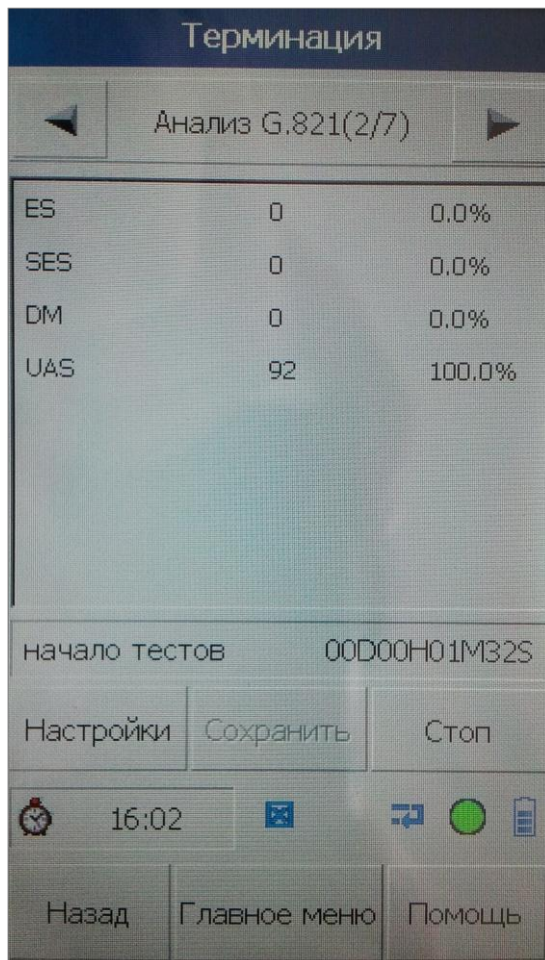 Терминация
Анализ G.821(2/7)
ES 0 0.0%
SES 0 0.0%
DM 0 0.0%
UAS 92 100.0%
начало тестов 00D00H01M32S
Настройки Сохранить Стоп
16:02
Назад Главное меню Помощь